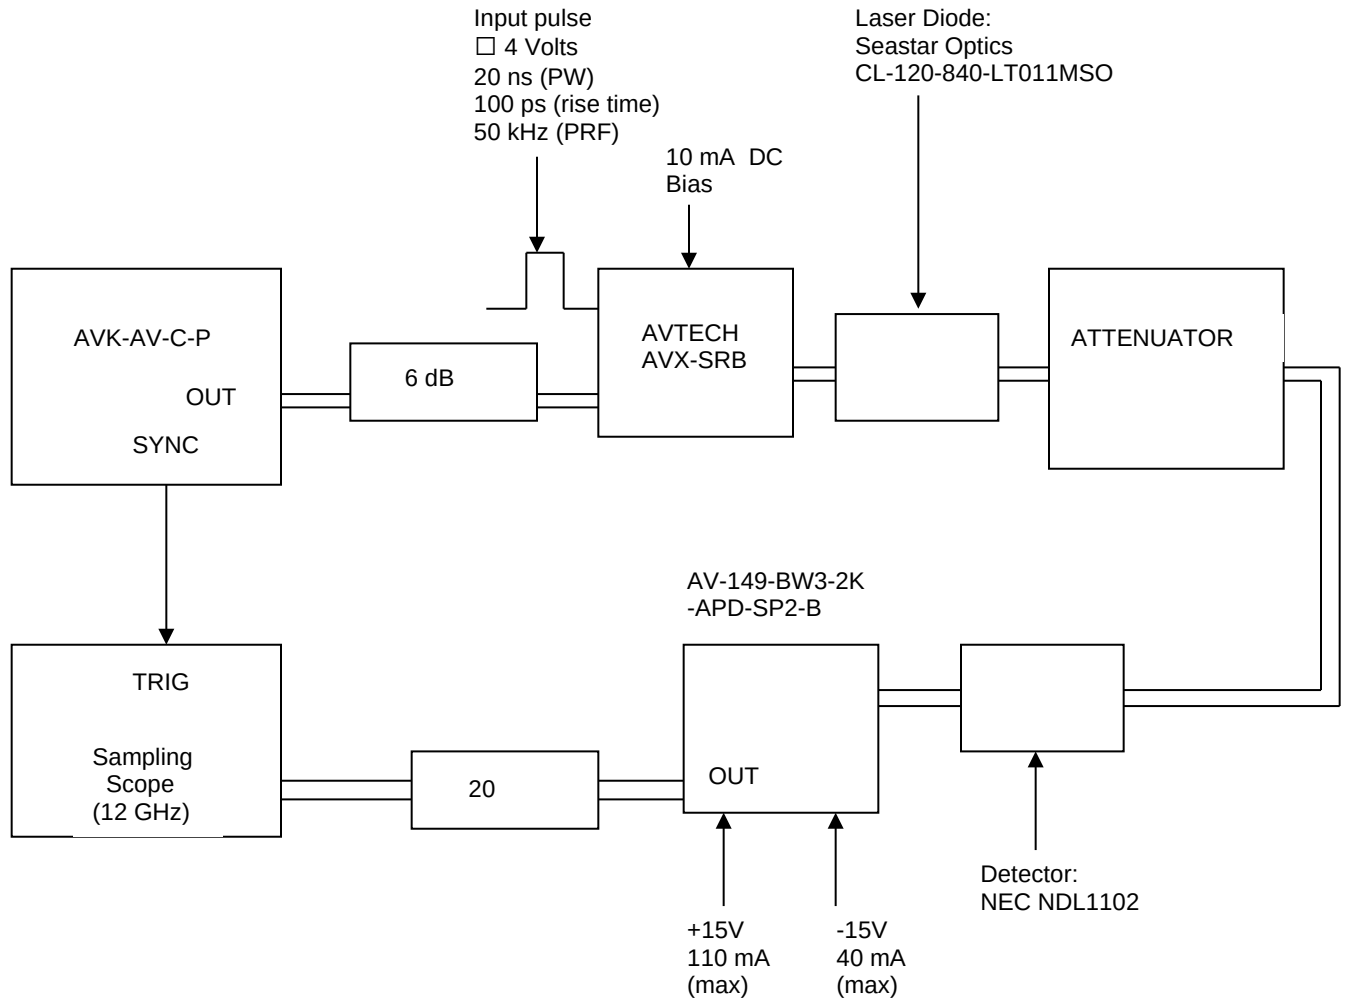 Input pulse
□ 4 Volts
20 ns (PW)
100 ps (rise time)
50 kHz (PRF)
10 mA  DC
Bias
Laser Diode:
Seastar Optics
CL-120-840-LT011MSO
AVK-AV-C-P
OUT
SYNC
6 dB
AVTECH
AVX-SRB
ATTENUATOR
AV-149-BW3-2K
-APD-SP2-B
TRIG
Sampling
Scope
(12 GHz)
20
OUT
+15V
110 mA
(max)
-15V
40 mA
(max)
Detector:
NEC NDL1102